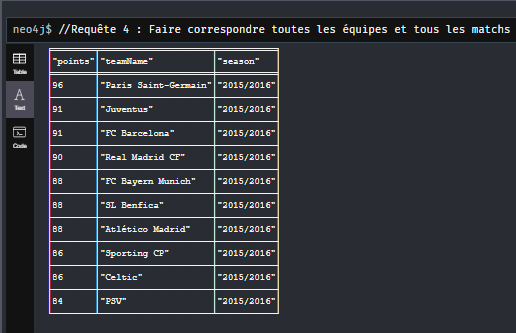 neo4j$ //Requête 4 : Faire correspondre toutes les équipes et tous les matchs
Table
Text
Code
"points" "teamName" "season"
96 "Paris Saint-Germain" "2015/2016"
91 "Juventus" "2015/2016"
91 "FC Barcelona" "2015/2016"
90 "Real Madrid CF" "2015/2016"
88 "FC Bayern Munich" "2015/2016"
88 "SL Benfica" "2015/2016"
88 "Atlético Madrid" "2015/2016"
86 "Sporting CP" "2015/2016"
86 "Celtic" "2015/2016"
84 "PSV" "2015/2016"